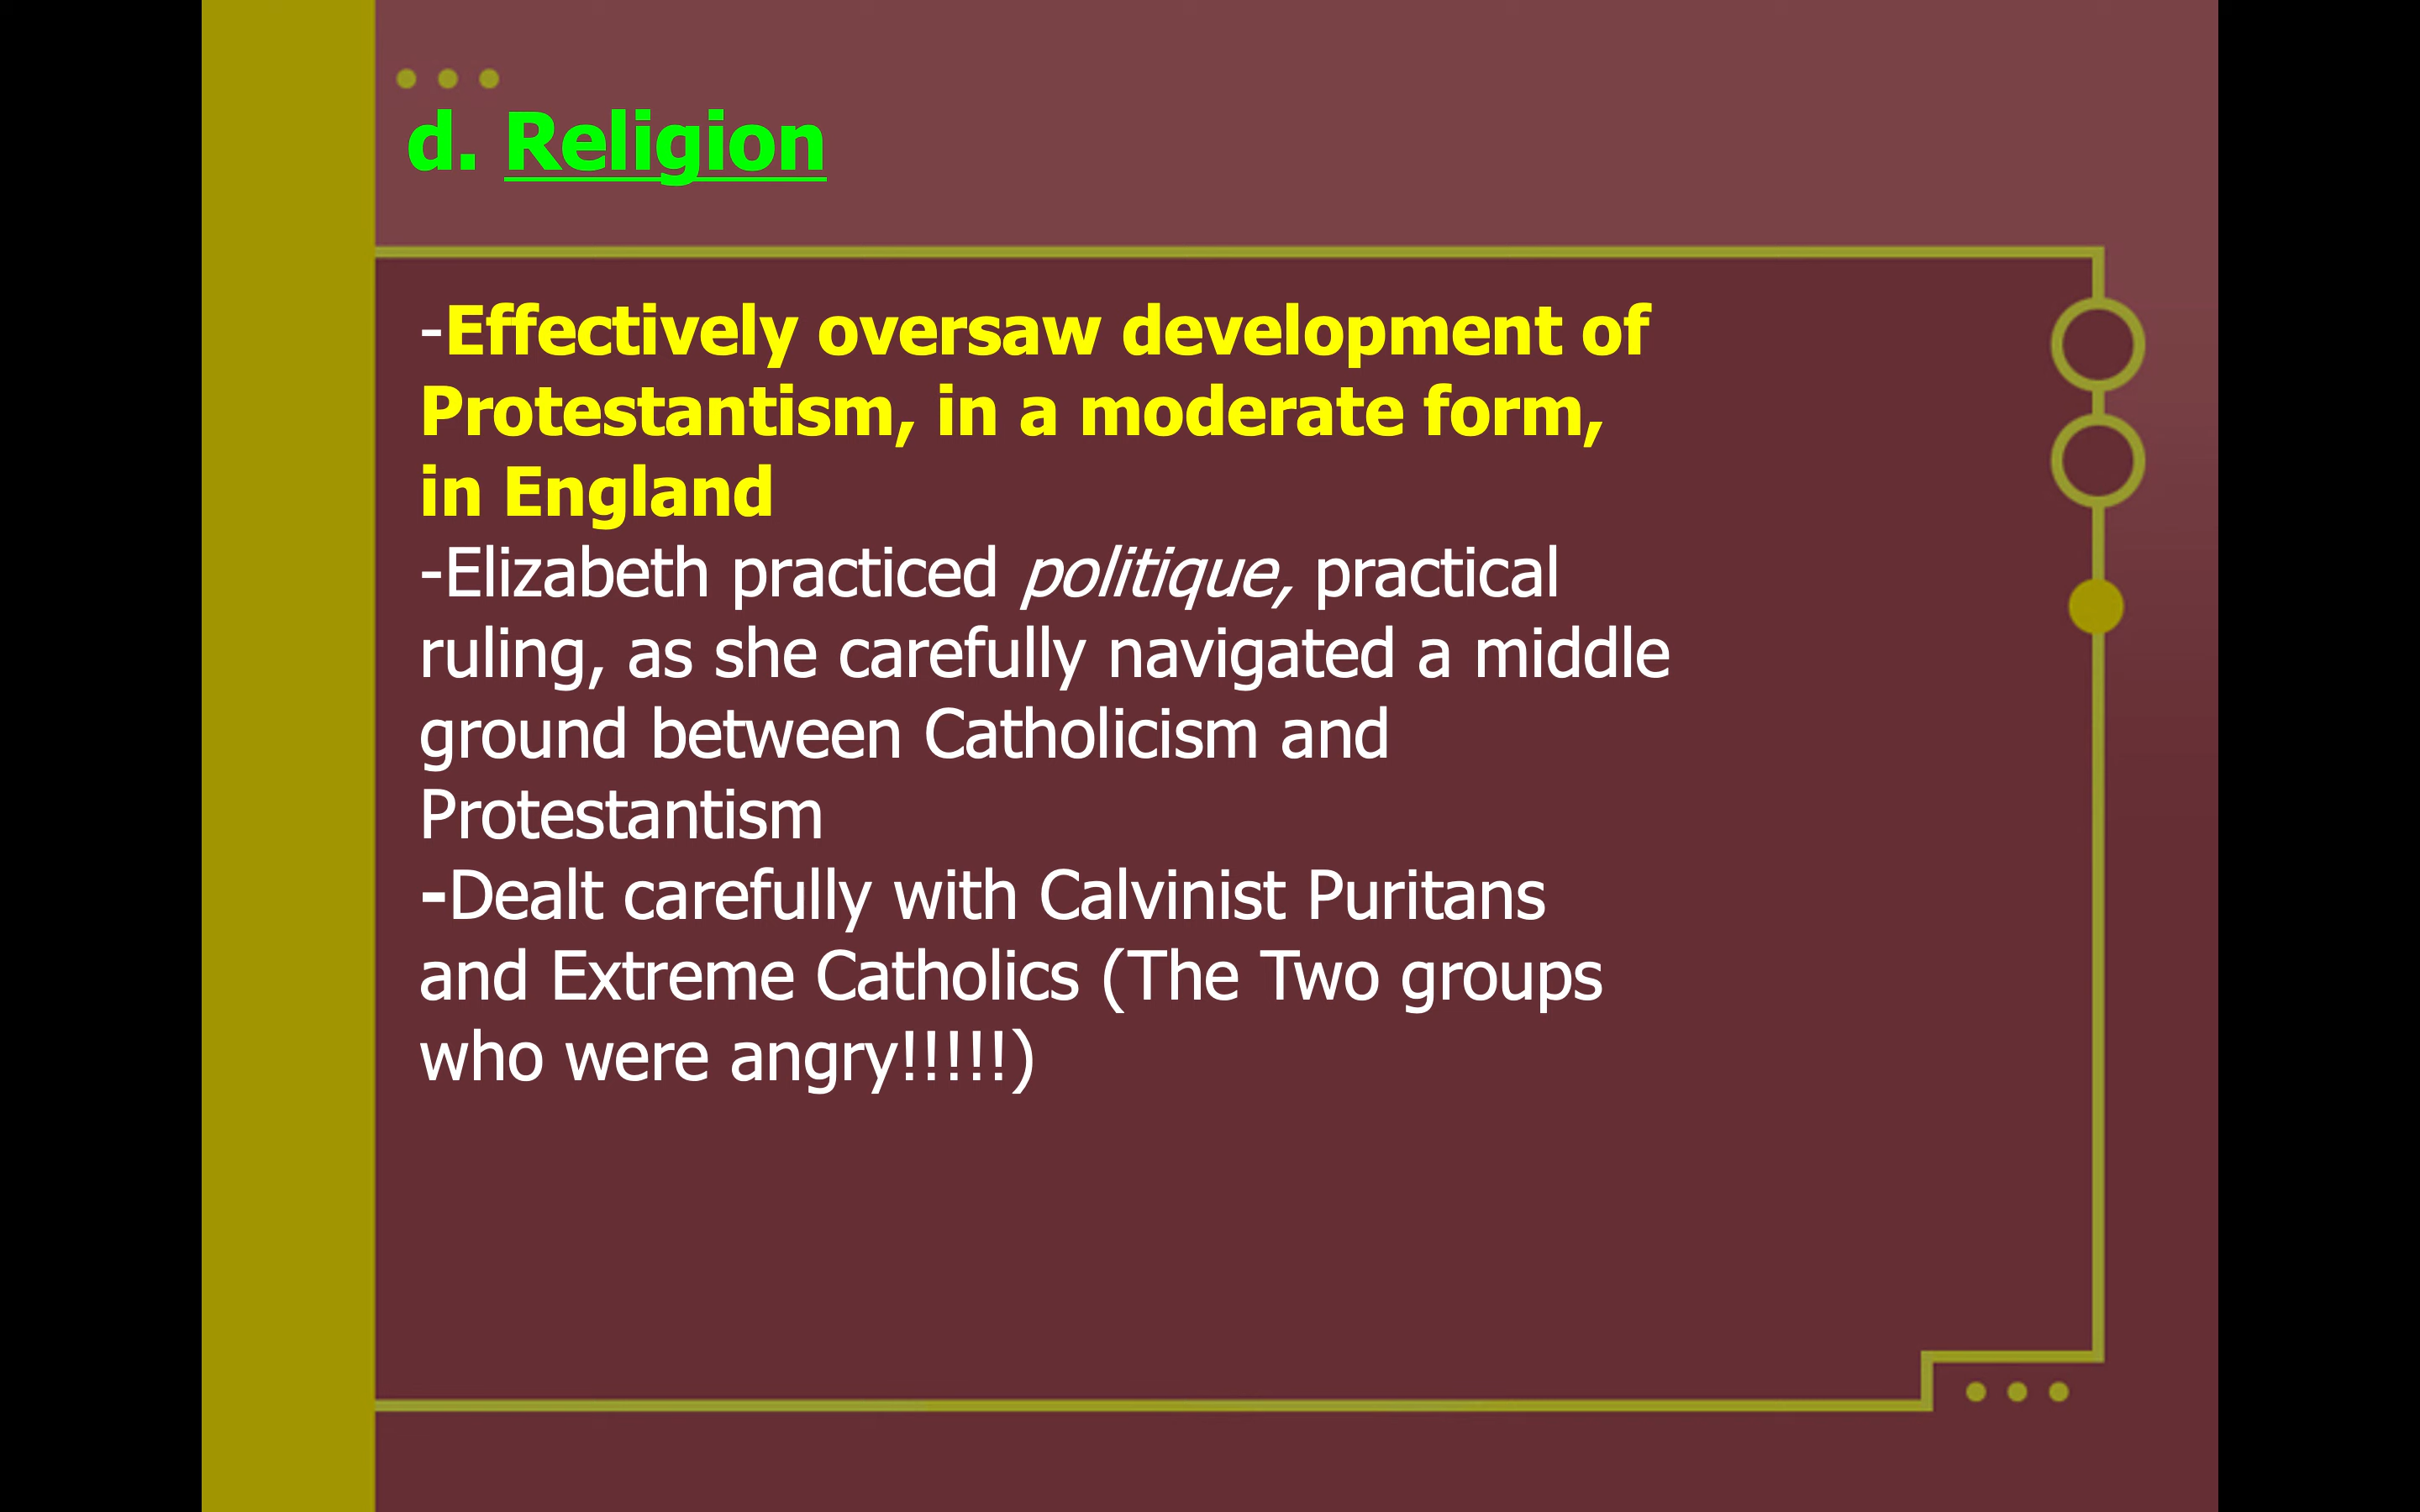 d. Religion
-Effectively oversaw development of
Protestantism, in a moderate form,
in England
-Elizabeth practiced politique, practical
ruling, as she carefully navigated a middle
ground between Catholicism and
Protestantism
-Dealt carefully with Calvinist Puritans
and Extreme Catholics (The Two groups
who were angry!!!!!)